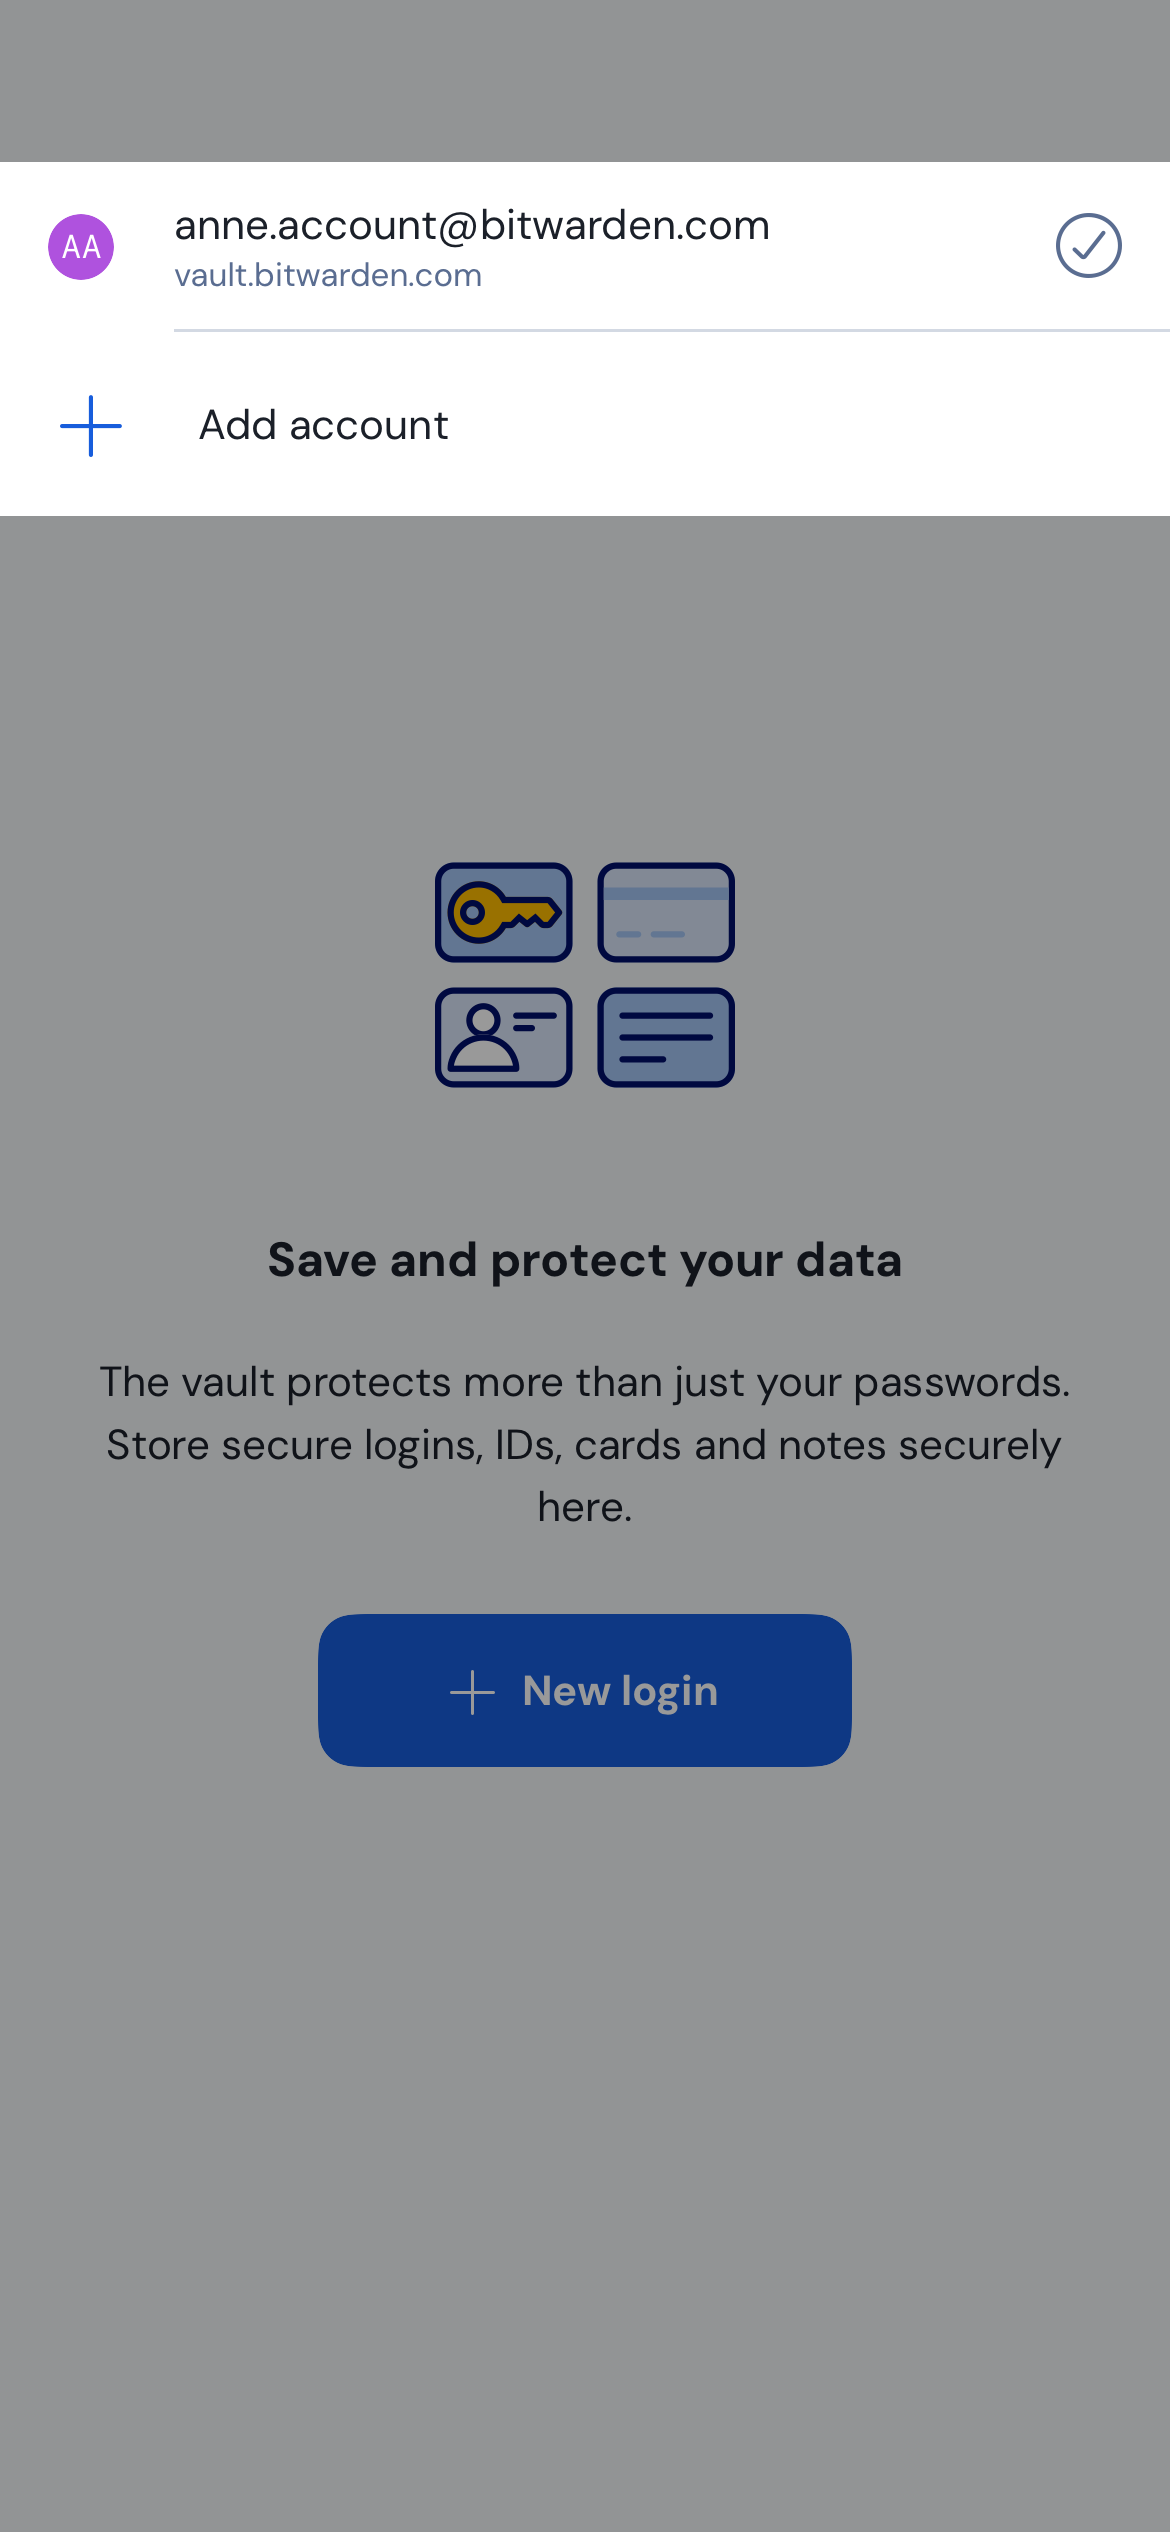 AA
anne.account@bitwarden.com
vault.bitwarden.com
Add account
Save and protect your data
The vault protects more than just your passwords.
Store secure logins, IDs, cards and notes securely
here.
New login